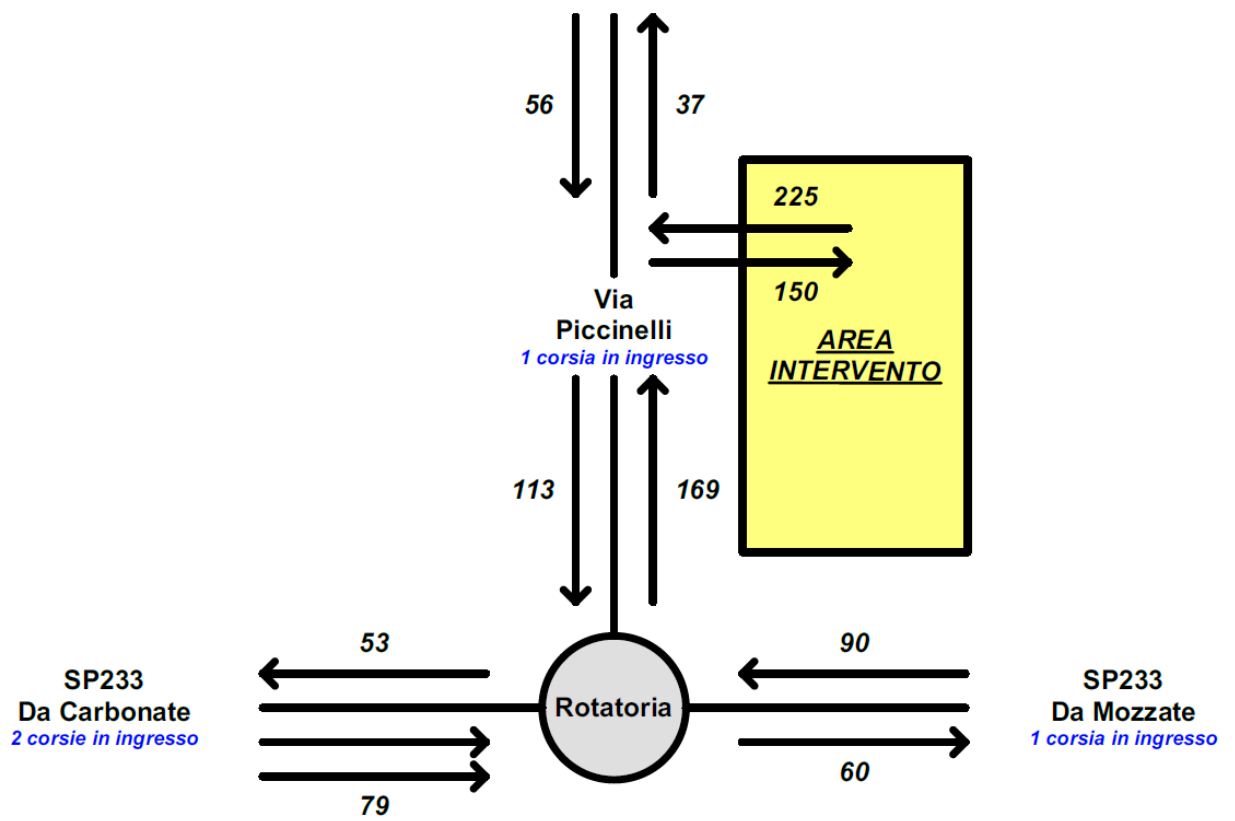 56
37
225
150
Via
Piccinelli
1 corsia in ingresso
AREA
INTERVENTO
113
169
53
90
SP233
Da Carbonate
2 corsie in ingresso
Rotatoria
SP233
Da Mozzate
1 corsia in ingresso
79
60